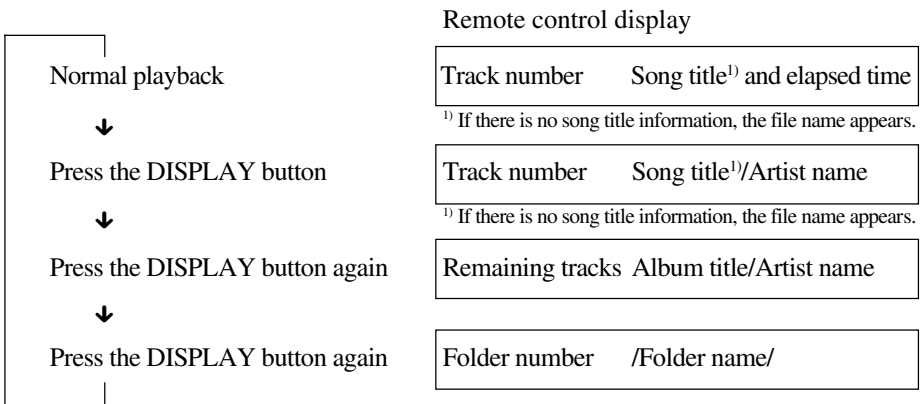 Remote control display
Normal playback Track number Song title1) and elapsed time
1) If there is no song title information, the file name appears.
Press the DISPLAY button Track number Song title1)/Artist name
1) If there is no song title information, the file name appears.
Press the DISPLAY button again Remaining tracks Album title/Artist name
Press the DISPLAY button again Folder number /Folder name/